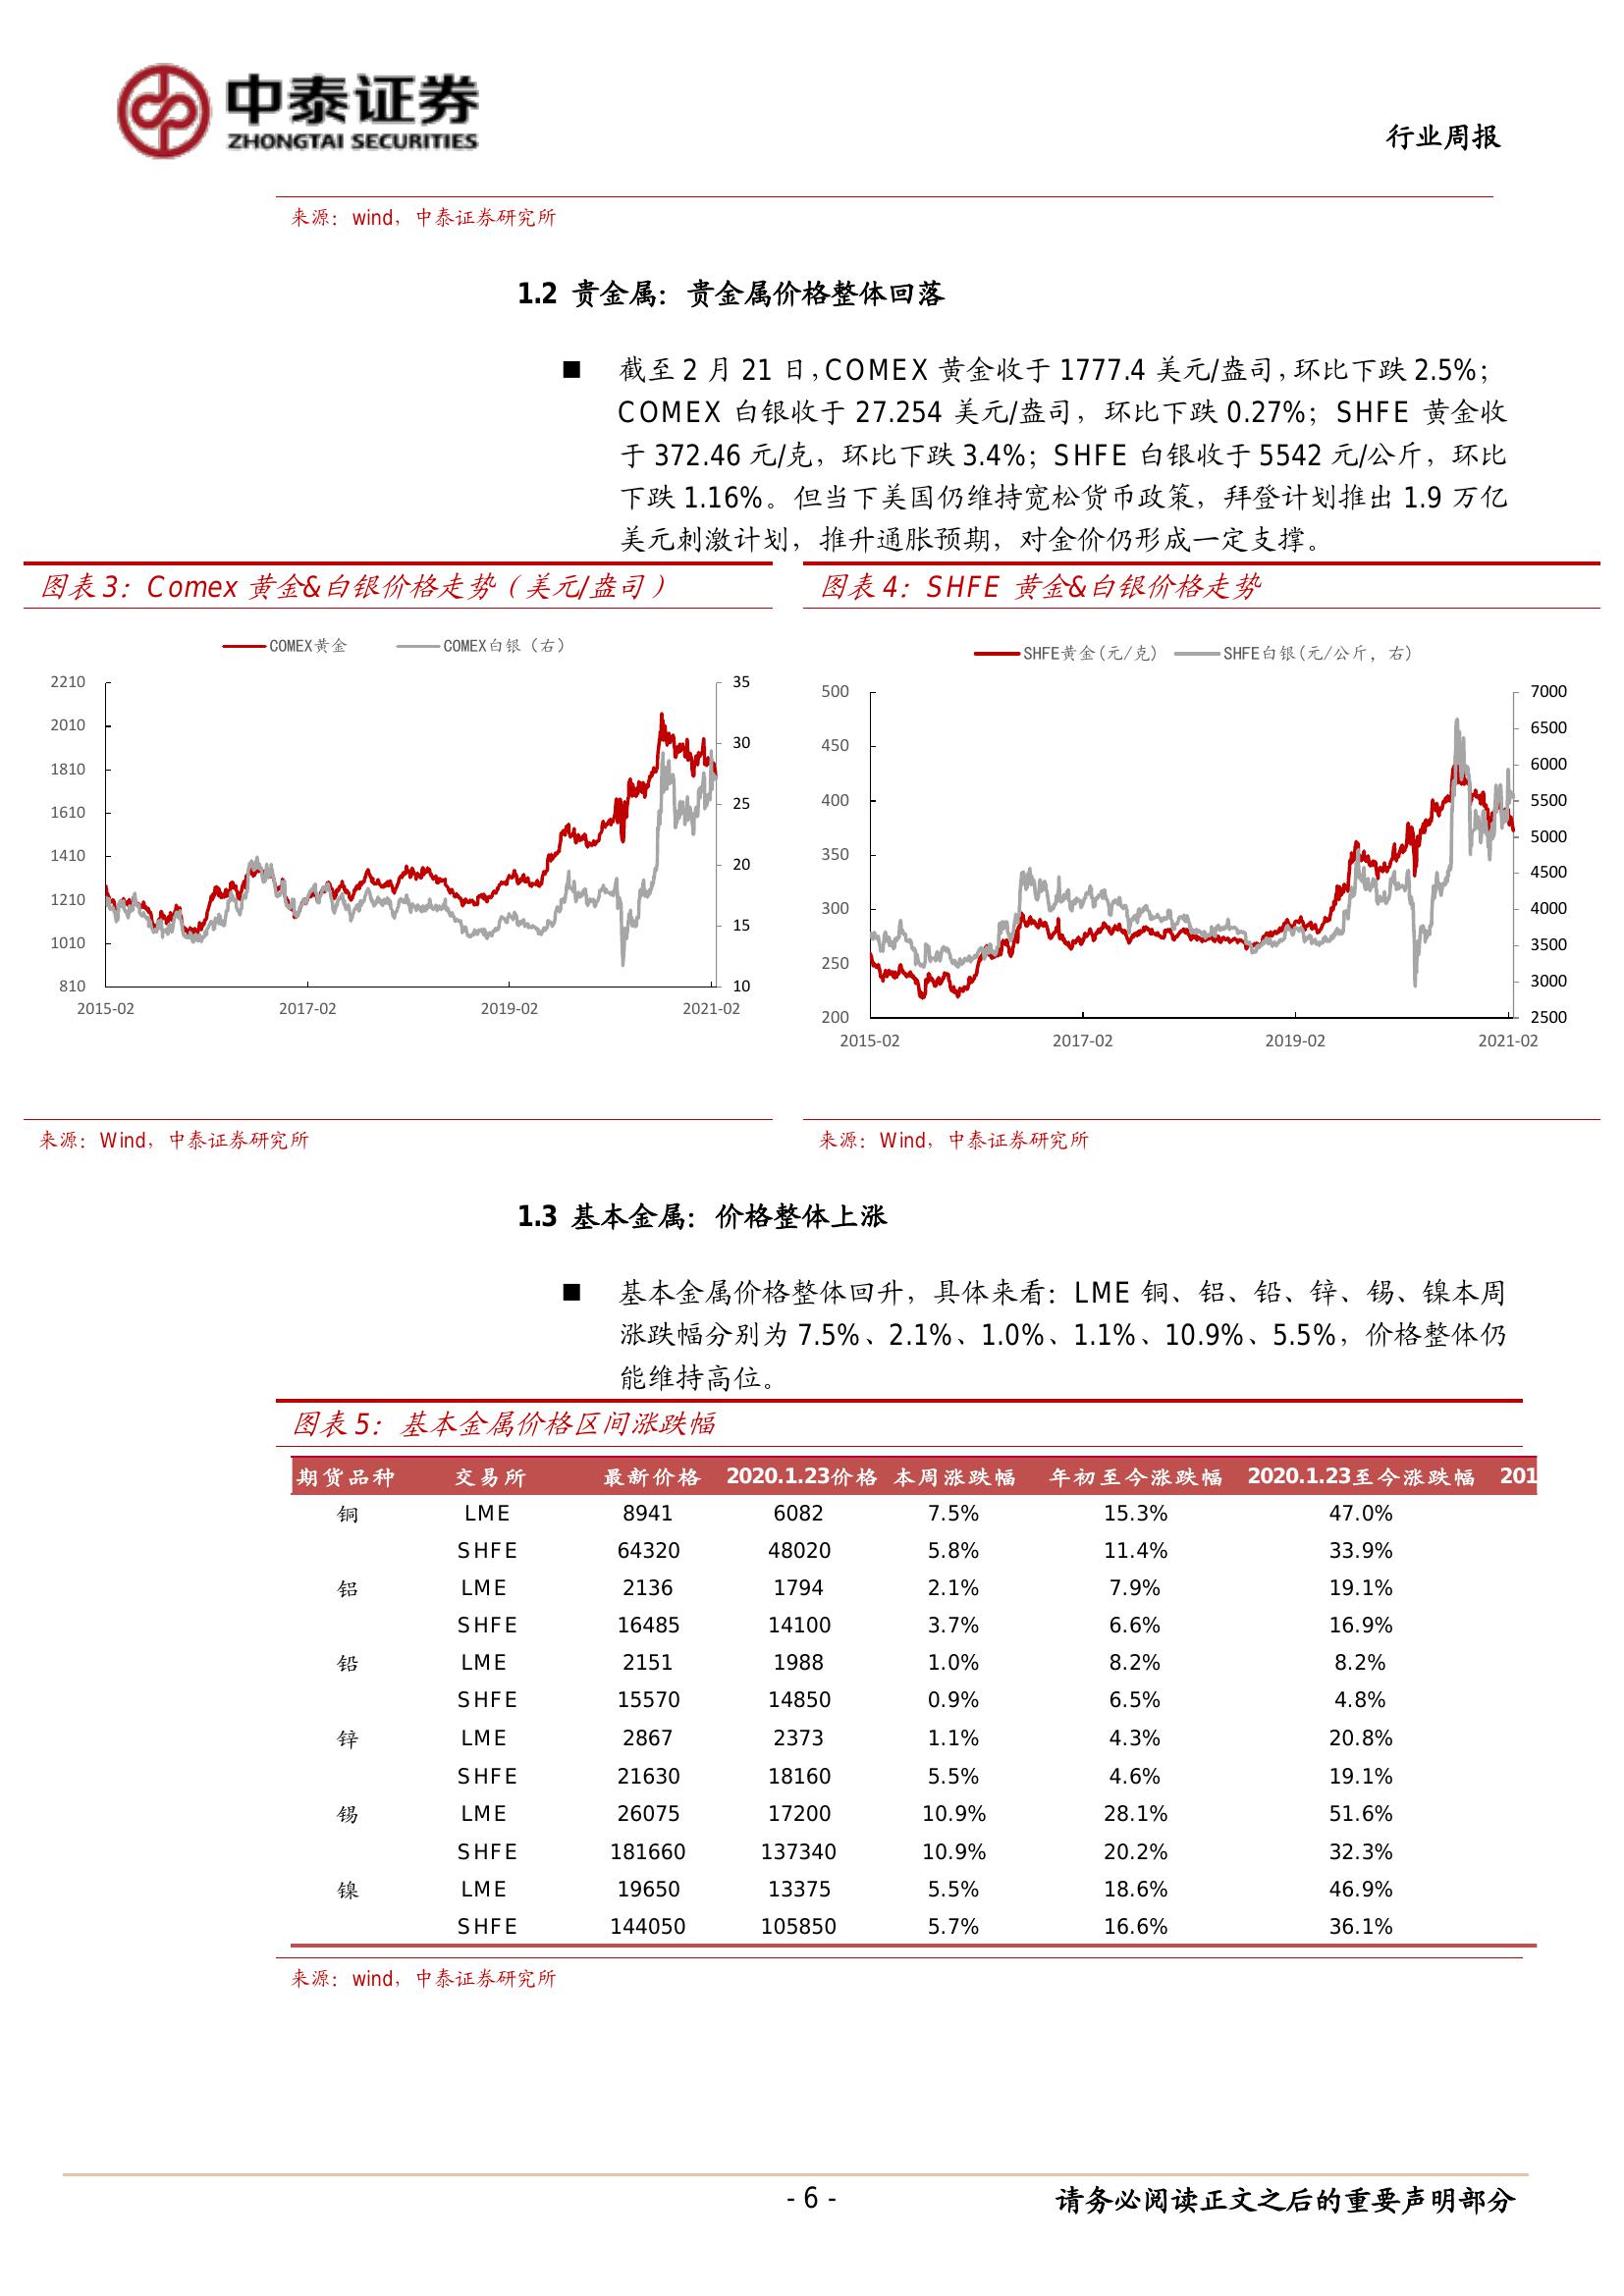 中泰证券
ZHONGTAI SECURITIES
行业周报
来源：wind，中泰证券研究所
1.2 贵金属：贵金属价格整体回落
■ 截至 2 月 21 日，COMEX 黄金收于 1777.4 美元/盎司，环比下跌 2.5%；
COMEX 白银收于 27.254 美元/盎司，环比下跌 0.27%；SHFE 黄金收
于 372.46 元/克，环比下跌 3.4%；SHFE 白银收于 5542 元/公斤，环比
下跌 1.16%。但当下美国仍维持宽松货币政策，拜登计划推出 1.9 万亿
美元刺激计划，推升通胀预期，对金价仍形成一定支撑。
图表 3：Comex 黄金&白银价格走势（美元/盎司）
COMEX黄金 COMEX白银（右）
2210
2010
1810
1610
1410
1210
1010
810
35
30
25
20
15
10
2015-02 2017-02 2019-02 2021-02
来源：Wind，中泰证券研究所
图表 4：SHFE 黄金&白银价格走势
SHFE黄金(元/克) SHFE白银(元/公斤，右)
500
450
400
350
300
250
200
7000
6500
6000
5500
5000
4500
4000
3500
3000
2500
2015-02 2017-02 2019-02 2021-02
来源：Wind，中泰证券研究所
1.3 基本金属：价格整体上涨
■ 基本金属价格整体回升，具体来看：LME 铜、铝、铅、锌、锡、镍本周
涨跌幅分别为 7.5%、2.1%、1.0%、1.1%、10.9%、5.5%，价格整体仍
能维持高位。
图表 5：基本金属价格区间涨跌幅
期货品种 交易所 最新价格 2020.1.23价格 本周涨跌幅 年初至今涨跌幅 2020.1.23至今涨跌幅 201
铜 LME 8941 6082 7.5% 15.3% 47.0%
SHFE 64320 48020 5.8% 11.4% 33.9%
铝 LME 2136 1794 2.1% 7.9% 19.1%
SHFE 16485 14100 3.7% 6.6% 16.9%
铅 LME 2151 1988 1.0% 8.2% 8.2%
SHFE 15570 14850 0.9% 6.5% 4.8%
锌 LME 2867 2373 1.1% 4.3% 20.8%
SHFE 21630 18160 5.5% 4.6% 19.1%
锡 LME 26075 17200 10.9% 28.1% 51.6%
SHFE 181660 137340 10.9% 20.2% 32.3%
镍 LME 19650 13375 5.5% 18.6% 46.9%
SHFE 144050 105850 5.7% 16.6% 36.1%
来源：wind，中泰证券研究所
- 6 -
请务必阅读正文之后的重要声明部分